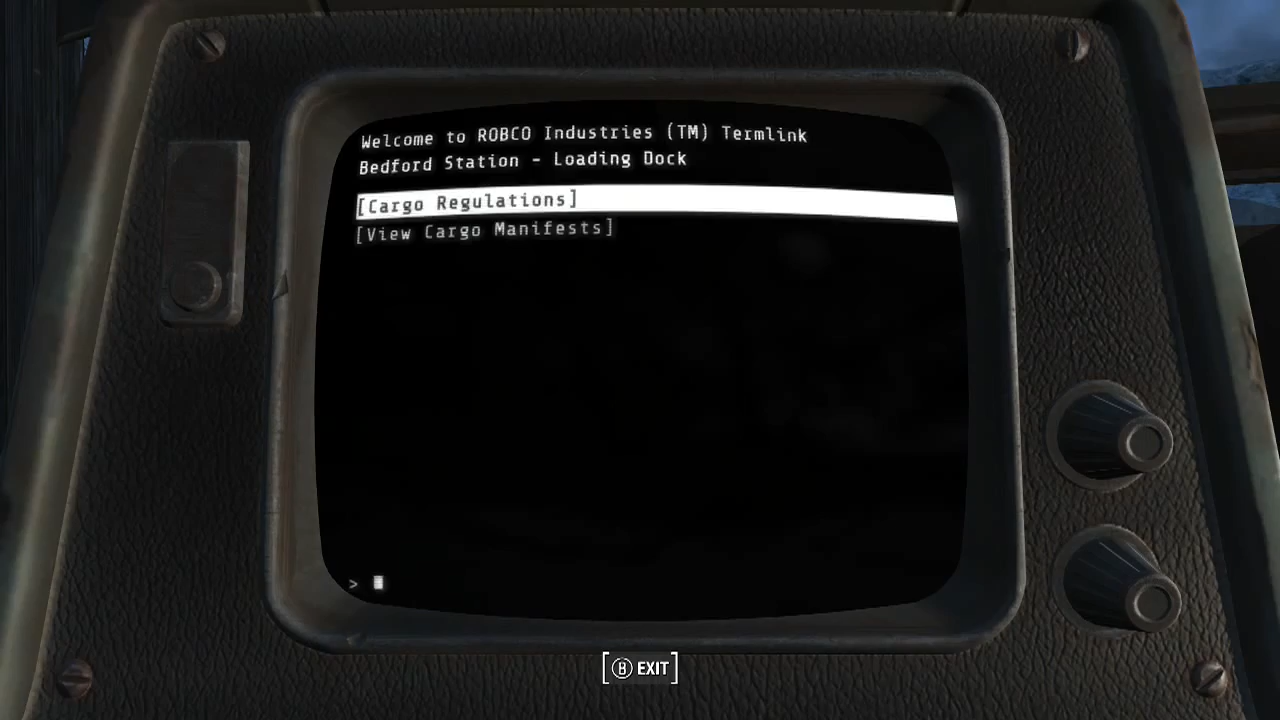 Welcome to ROBCO Industries (TM) Termlink
Bedford Station - Loading Dock
[Cargo Regulations]
[View Cargo Manifests]
>
[Ⓑ EXIT]